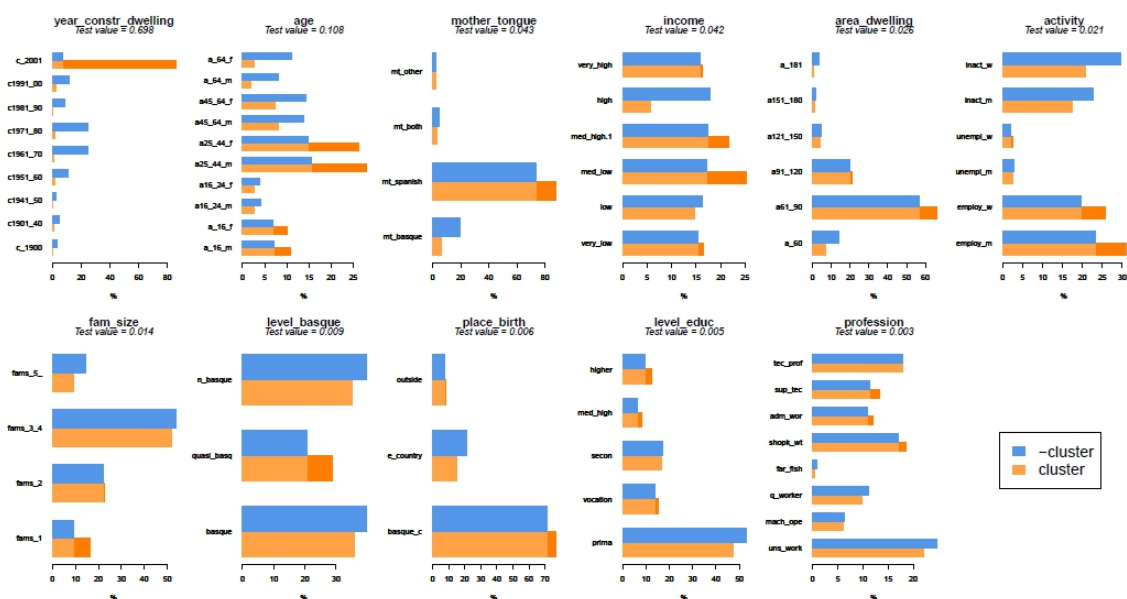 year_constr_dwelling
Test value = 0.698
c_2001
c1991_00
c1981_90
c1971_80
c1961_70
c1951_60
c1941_50
c1901_40
c_1900
0 20 40 60 80
%
age
Test value = 0.108
a_64_f
a_64_m
a45_64_f
a45_64_m
a25_44_f
a25_44_m
a16_24_f
a16_24_m
a_16_f
a_16_m
0 5 10 15 20 25
%
mother_tongue
Test value = 0.043
mt_other
mt_both
mt_spanish
mt_basque
0 20 40 60 80
%
income
Test value = 0.042
very_high
high
med_high.1
med_low
low
very_low
0 5 10 15 20 25
%
area_dwelling
Test value = 0.026
a_181
a151_180
a121_150
a91_120
a61_90
a_60
0 10 20 30 40 50 60
%
activity
Test value = 0.021
inact_w
inact_m
unempl_w
unempl_m
employ_w
employ_m
0 5 10 15 20 25 30
%
fam_size
Test value = 0.014
fams_5_
fams_3_4
fams_2
fams_1
0 10 20 30 40 50
%
level_basque
Test value = 0.009
n_basque
quasi_basq
basque
0 10 20 30
%
place_birth
Test value = 0.006
outside
e_country
basque_c
0 10 20 30 40 50 60 70
%
level_educ
Test value = 0.005
higher
med_high
secon
vocation
prima
0 10 20 30 40 50
%
profession
Test value = 0.003
tec_prof
sup_tec
adm_wor
shopk_wt
far_fish
q_worker
mach_ope
uns_work
0 5 10 15 20
%
−cluster
cluster